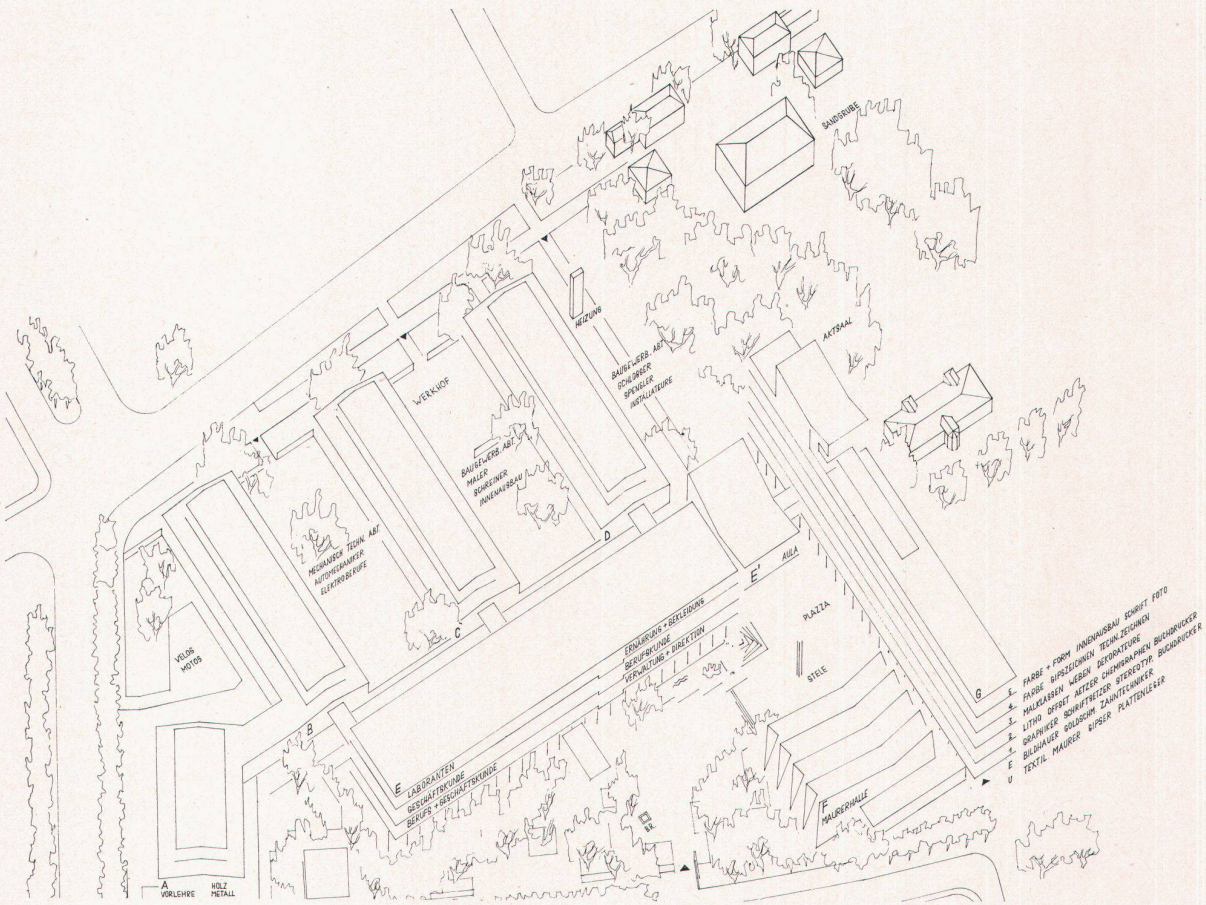 SANDGRUBE
HEIZUNG
AKTSAAL
WERKHOF
BAUGEWERB. ABT.
SCHLOSSER
SPENGLER
INSTALLATEURE
BAUGEWERB. ABT.
MALER
SCHREINER
INNENAUSBAU
MECHANISCH TECHN. ABT.
AUTOMECHANIKER
ELEKTROBERUFE
D
E'
AULA
C
PLAZZA
STELE
ERNÄHRUNG + BEKLEIDUNG
BERUFSKUNDE
VERWALTUNG + DIREKTION
VELOS
MOTOS
B
E
LABORANTEN
GESCHÄFTSKUNDE
BERUFS + GESCHÄFTSKUNDE
G
5 FARBE + FORM INNENAUSBAU SCHRIFT FOTO
4 FARBE GIPSZEICHNEN TECHN. ZEICHNEN
3 MALKLASSEN WEBEN DEKORATEURE
2 LITHO OFFSET AETZER CHEMIGRAPHEN BUCHDRUCKER
1 GRAPHIKER SCHRIFTSETZER STEREOTYP. BUCHDRUCKER
E BILDHAUER GOLDSCHM. ZAHNTECHNIKER
U TEXTIL MAURER GIPSER PLATTENLEGER
F
MAURERHALLE
BR.
A
VORLEHRE HOLZ
METALL